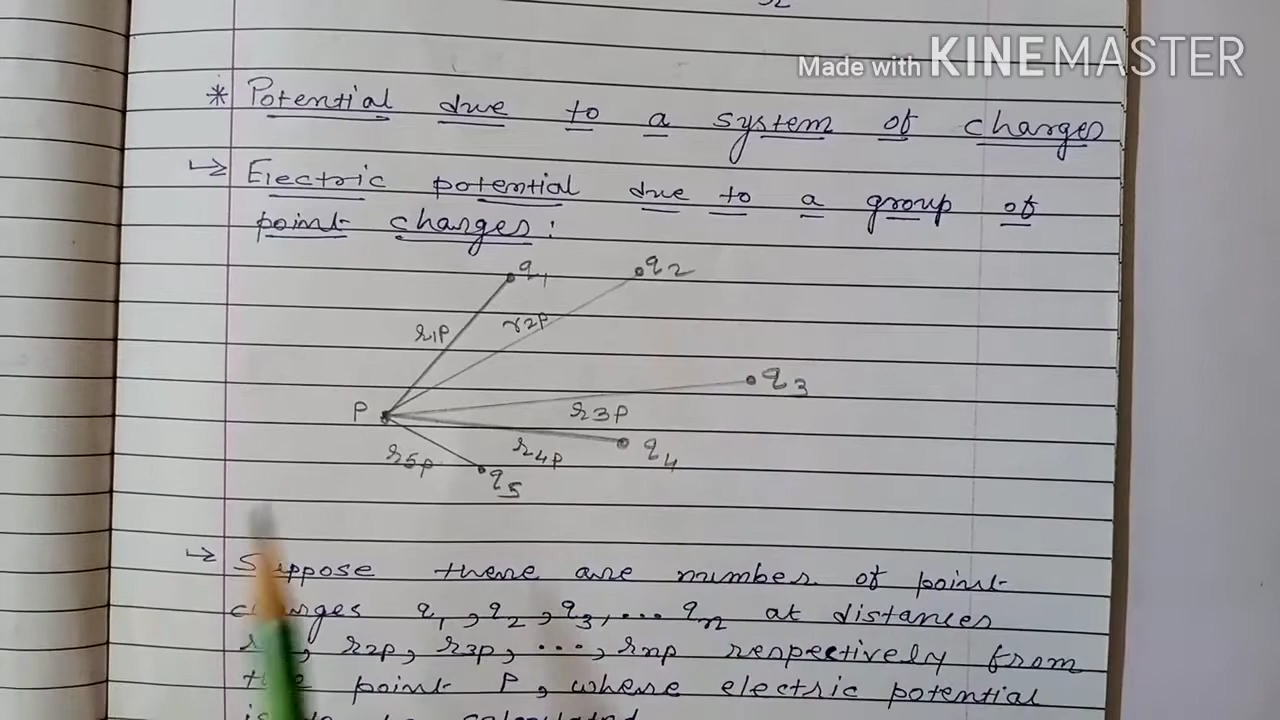 Made with KINEMASTER
* Potential due to a system of charges
↳ Electric potential due to a group of
point charges :
q1 q2
r1P r2P
q3
P
r3P
r5P r4P q4
q5
→ Suppose there are number of point
charges q1, q2, q3, ... qn at distances
r2P, r3P, ..., rnP respectively from
the point P, where electric potential
calculated